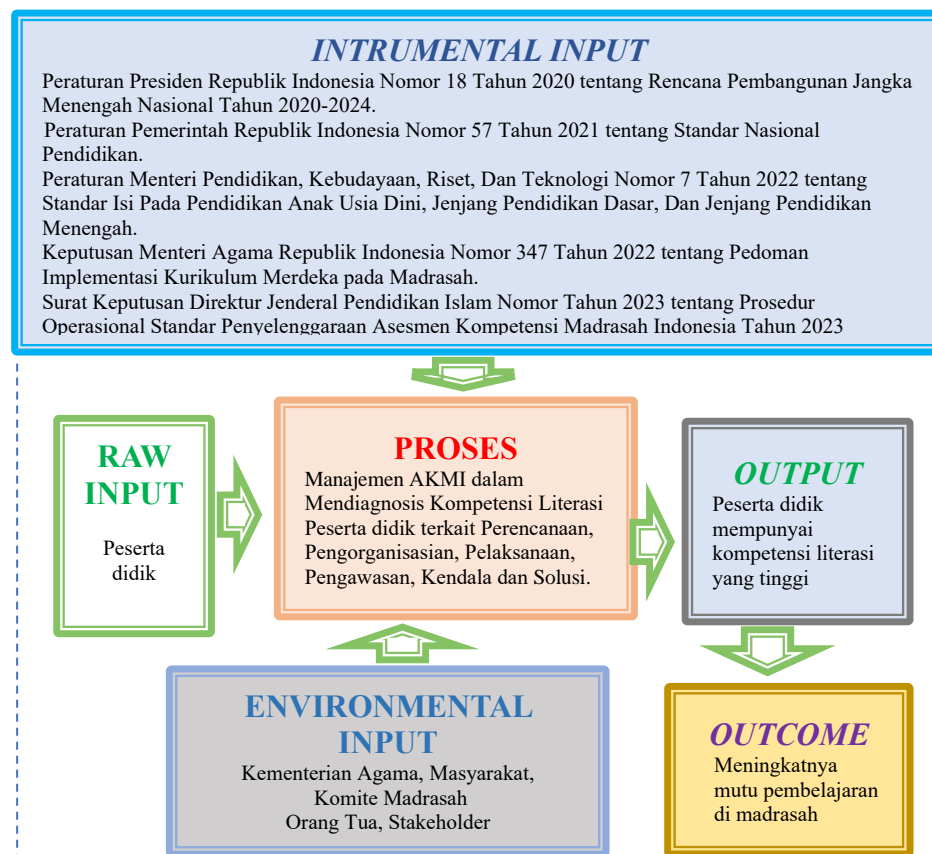 INTRUMENTAL INPUT
Peraturan Presiden Republik Indonesia Nomor 18 Tahun 2020 tentang Rencana Pembangunan Jangka
Menengah Nasional Tahun 2020-2024.
Peraturan Pemerintah Republik Indonesia Nomor 57 Tahun 2021 tentang Standar Nasional
Pendidikan.
Peraturan Menteri Pendidikan, Kebudayaan, Riset, Dan Teknologi Nomor 7 Tahun 2022 tentang
Standar Isi Pada Pendidikan Anak Usia Dini, Jenjang Pendidikan Dasar, Dan Jenjang Pendidikan
Menengah.
Keputusan Menteri Agama Republik Indonesia Nomor 347 Tahun 2022 tentang Pedoman
Implementasi Kurikulum Merdeka pada Madrasah.
Surat Keputusan Direktur Jenderal Pendidikan Islam Nomor Tahun 2023 tentang Prosedur
Operasional Standar Penyelenggaraan Asesmen Kompetensi Madrasah Indonesia Tahun 2023
RAW
INPUT
Peserta
didik
PROSES
Manajemen AKMI dalam
Mendiagnosis Kompetensi Literasi
Peserta didik terkait Perencanaan,
Pengorganisasian, Pelaksanaan,
Pengawasan, Kendala dan Solusi.
OUTPUT
Peserta didik
mempunyai
kompetensi literasi
yang tinggi
ENVIRONMENTAL
INPUT
Kementerian Agama, Masyarakat,
Komite Madrasah
Orang Tua, Stakeholder
OUTCOME
Meningkatnya
mutu pembelajaran
di madrasah